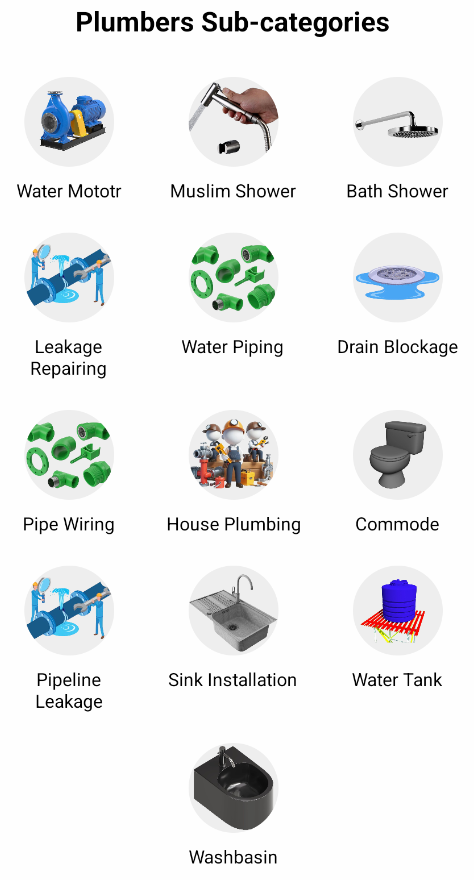 Plumbers Sub-categories
Water Mototr
Muslim Shower
Bath Shower
Leakage
Repairing
Water Piping
Drain Blockage
Pipe Wiring
House Plumbing
Commode
Pipeline
Leakage
Sink Installation
Water Tank
Washbasin